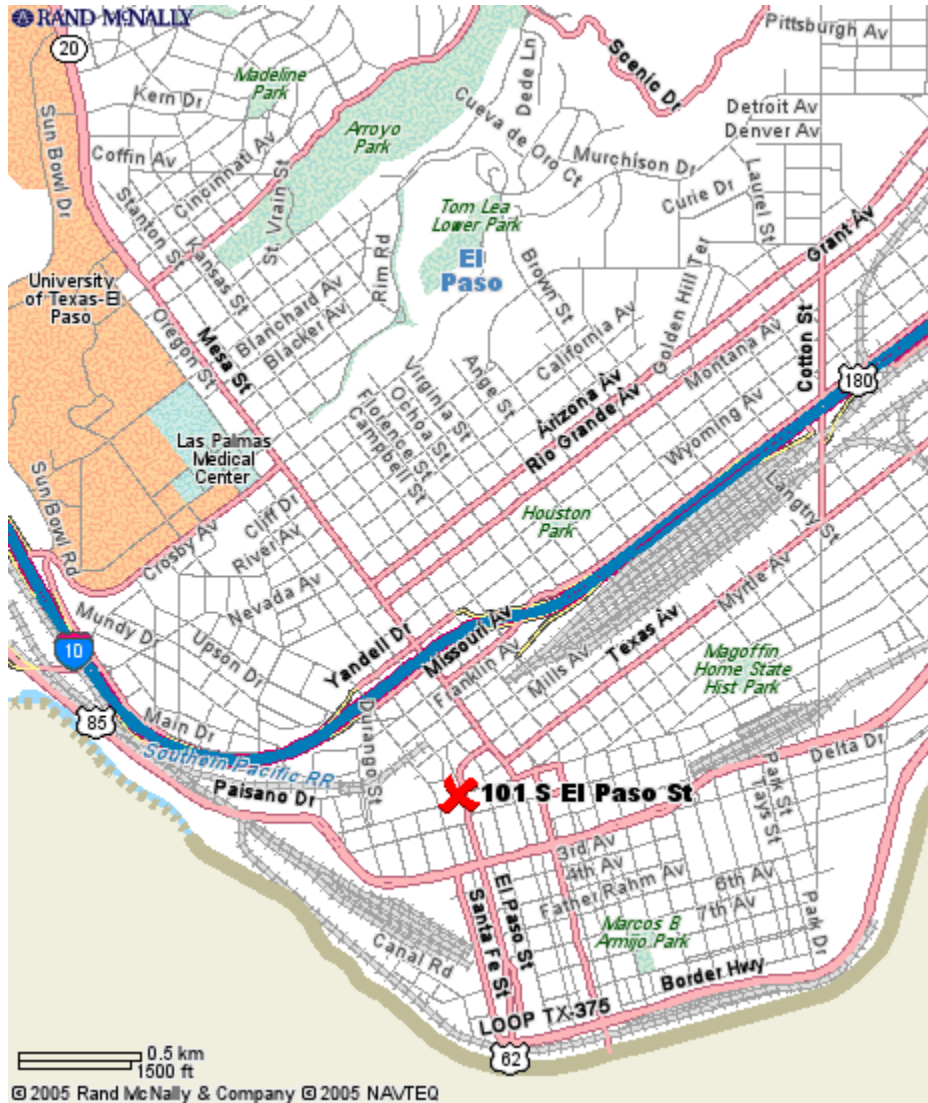 RAND McNALLY
20
Pittsburgh Av
Scenic Dr
Dede Ln
Madeline
Park
Kern Dr
Sun Bowl Dr
Cueva de Oro Ct
Detroit Av
Denver Av
Arroyo
Park
Coffin Av
Cincinnati Av
Murchison Dr
Stanton St
St. Vrain St
Curie Dr
Laurel St
Tom Lea
Lower Park
Kansas St
Rim Rd
El
Paso
Brown St
Grant Av
University
of Texas-El
Paso
Oregon St
Mesa St
Blanchard Av
Blacker Av
Golden Hill Ter
California Av
Montana Av
Cotton St
Virginia St
Ochoa St
Florence St
Campbell St
Ange St
Arizona Av
Rio Grande Av
180
Las Palmas
Medical
Center
Wyoming Av
Sun Bowl Rd
Cliff Dr
River Av
Crosby Av
Houston
Park
Langtry St
Nevada Av
Myrtle Av
Mundy Dr
Upson Dr
Yandell Dr
Missouri Av
Franklin Av
Mills Av
Texas Av
10
Magoffin
Home State
Hist Park
85
Main Dr
Durango St
Southern Pacific RR
Paisano Dr
101 S El Paso St
Delta Dr
Park St
Tays St
3rd Av
4th Av
Father Rahm Av
6th Av
7th Av
Santa Fe St
El Paso St
Marcos B
Armijo Park
Park Dr
Canal Rd
Border Hwy
LOOP TX-375
62
0.5 km
1500 ft
© 2005 Rand McNally & Company © 2005 NAVTEQ